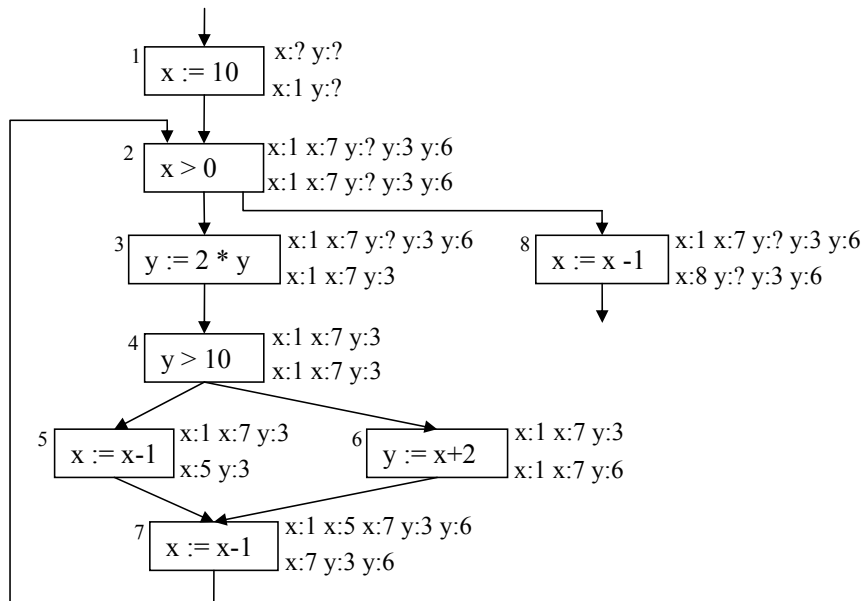 1
x := 10
x:? y:?
x:1 y:?
2
x > 0
x:1 x:7 y:? y:3 y:6
x:1 x:7 y:? y:3 y:6
3
y := 2 * y
x:1 x:7 y:? y:3 y:6
x:1 x:7 y:3
8
x := x -1
x:1 x:7 y:? y:3 y:6
x:8 y:? y:3 y:6
4
y > 10
x:1 x:7 y:3
x:1 x:7 y:3
5
x := x-1
x:1 x:7 y:3
x:5 y:3
6
y := x+2
x:1 x:7 y:3
x:1 x:7 y:6
7
x := x-1
x:1 x:5 x:7 y:3 y:6
x:7 y:3 y:6